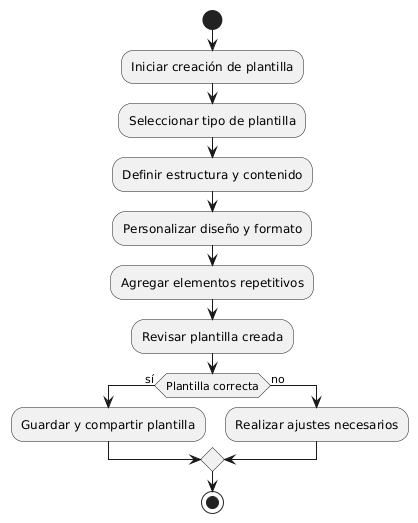 Iniciar creación de plantilla
Seleccionar tipo de plantilla
Definir estructura y contenido
Personalizar diseño y formato
Agregar elementos repetitivos
Revisar plantilla creada
sí
Plantilla correcta
no
Guardar y compartir plantilla
Realizar ajustes necesarios